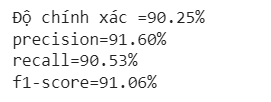 Độ chính xác =90.25%
precision=91.60%
recall=90.53%
f1-score=91.06%